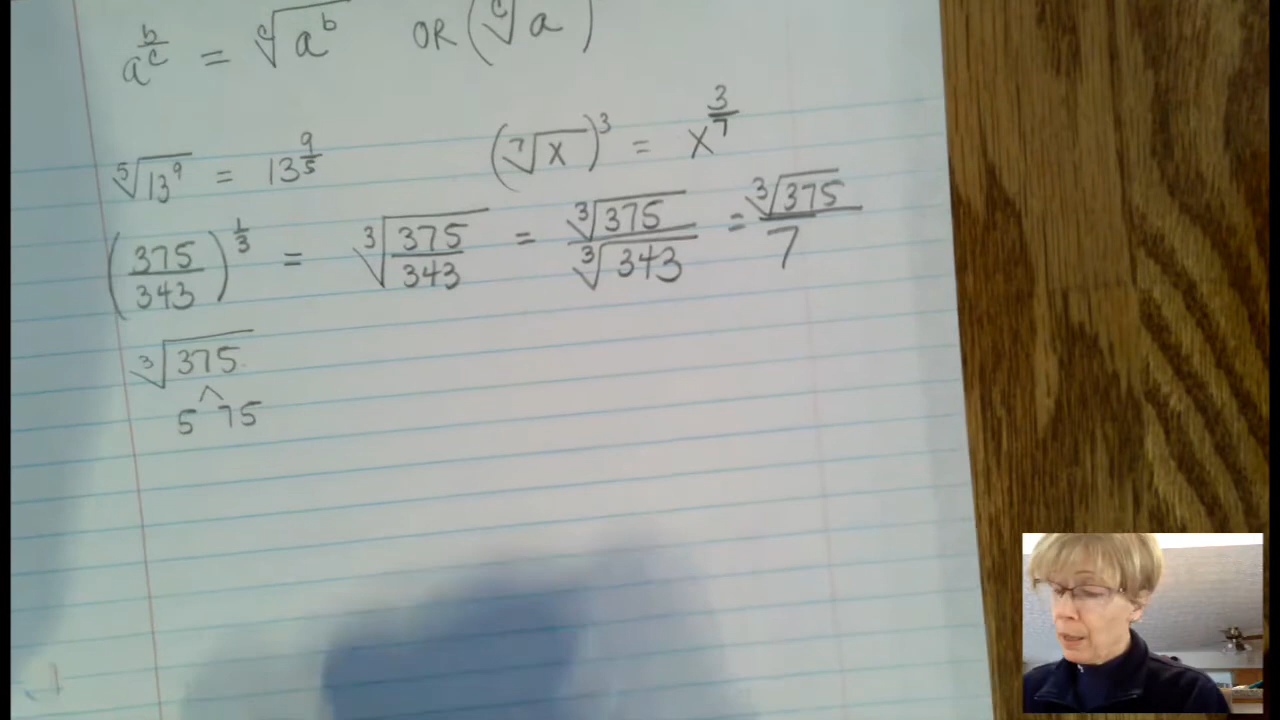 a^(b/c) = ᶜ√(a^b) OR (ᶜ√a)
⁵√(13⁹) = 13^(9/5) (⁷√x)³ = x^(3/7)
(375/343)^(1/3) = ³√(375/343) = ³√375/³√343 = ³√375/7
³√375
5 75